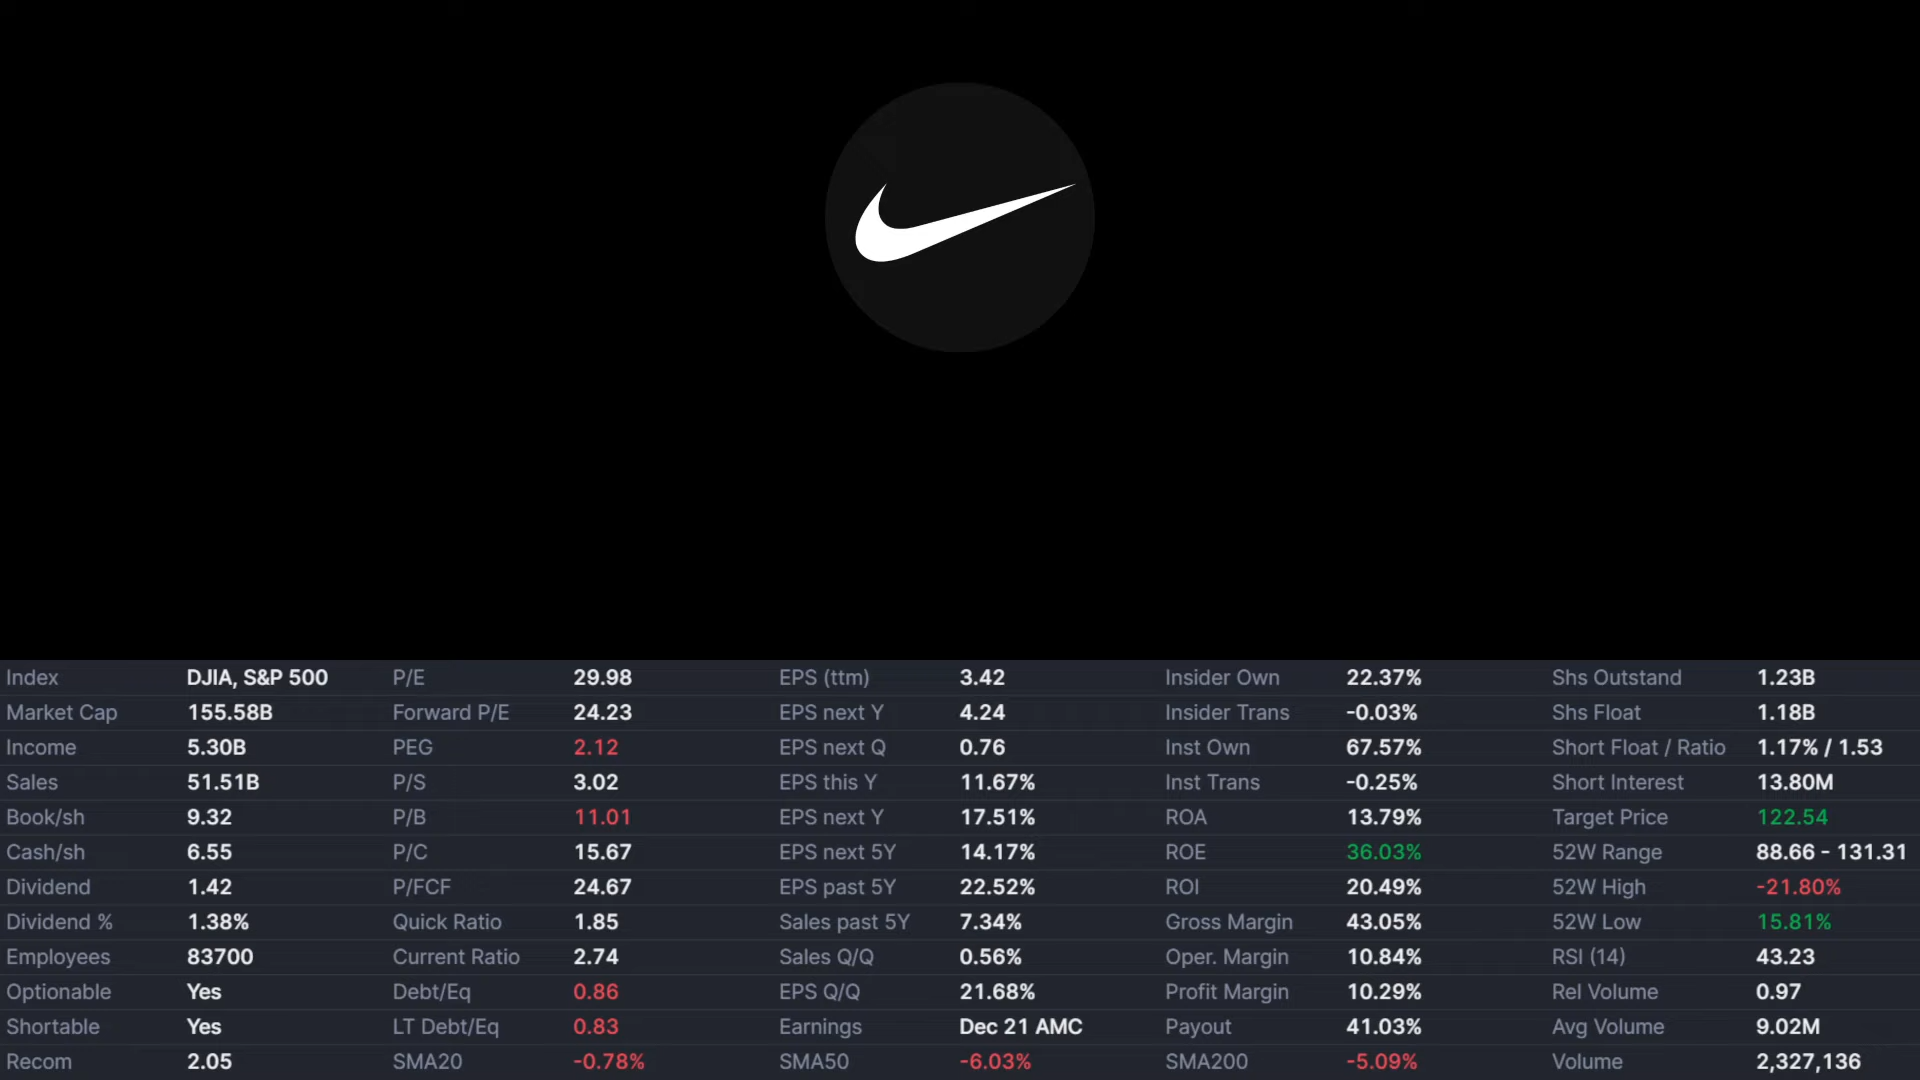 Index DJIA, S&P 500 P/E 29.98 EPS (ttm) 3.42 Insider Own 22.37% Shs Outstand 1.23B
Market Cap 155.58B Forward P/E 24.23 EPS next Y 4.24 Insider Trans -0.03% Shs Float 1.18B
Income 5.30B PEG 2.12 EPS next Q 0.76 Inst Own 67.57% Short Float / Ratio 1.17% / 1.53
Sales 51.51B P/S 3.02 EPS this Y 11.67% Inst Trans -0.25% Short Interest 13.80M
Book/sh 9.32 P/B 11.01 EPS next Y 17.51% ROA 13.79% Target Price 122.54
Cash/sh 6.55 P/C 15.67 EPS next 5Y 14.17% ROE 36.03% 52W Range 88.66 - 131.31
Dividend 1.42 P/FCF 24.67 EPS past 5Y 22.52% ROI 20.49% 52W High -21.80%
Dividend % 1.38% Quick Ratio 1.85 Sales past 5Y 7.34% Gross Margin 43.05% 52W Low 15.81%
Employees 83700 Current Ratio 2.74 Sales Q/Q 0.56% Oper. Margin 10.84% RSI (14) 43.23
Optionable Yes Debt/Eq 0.86 EPS Q/Q 21.68% Profit Margin 10.29% Rel Volume 0.97
Shortable Yes LT Debt/Eq 0.83 Earnings Dec 21 AMC Payout 41.03% Avg Volume 9.02M
Recom 2.05 SMA20 -0.78% SMA50 -6.03% SMA200 -5.09% Volume 2,327,136